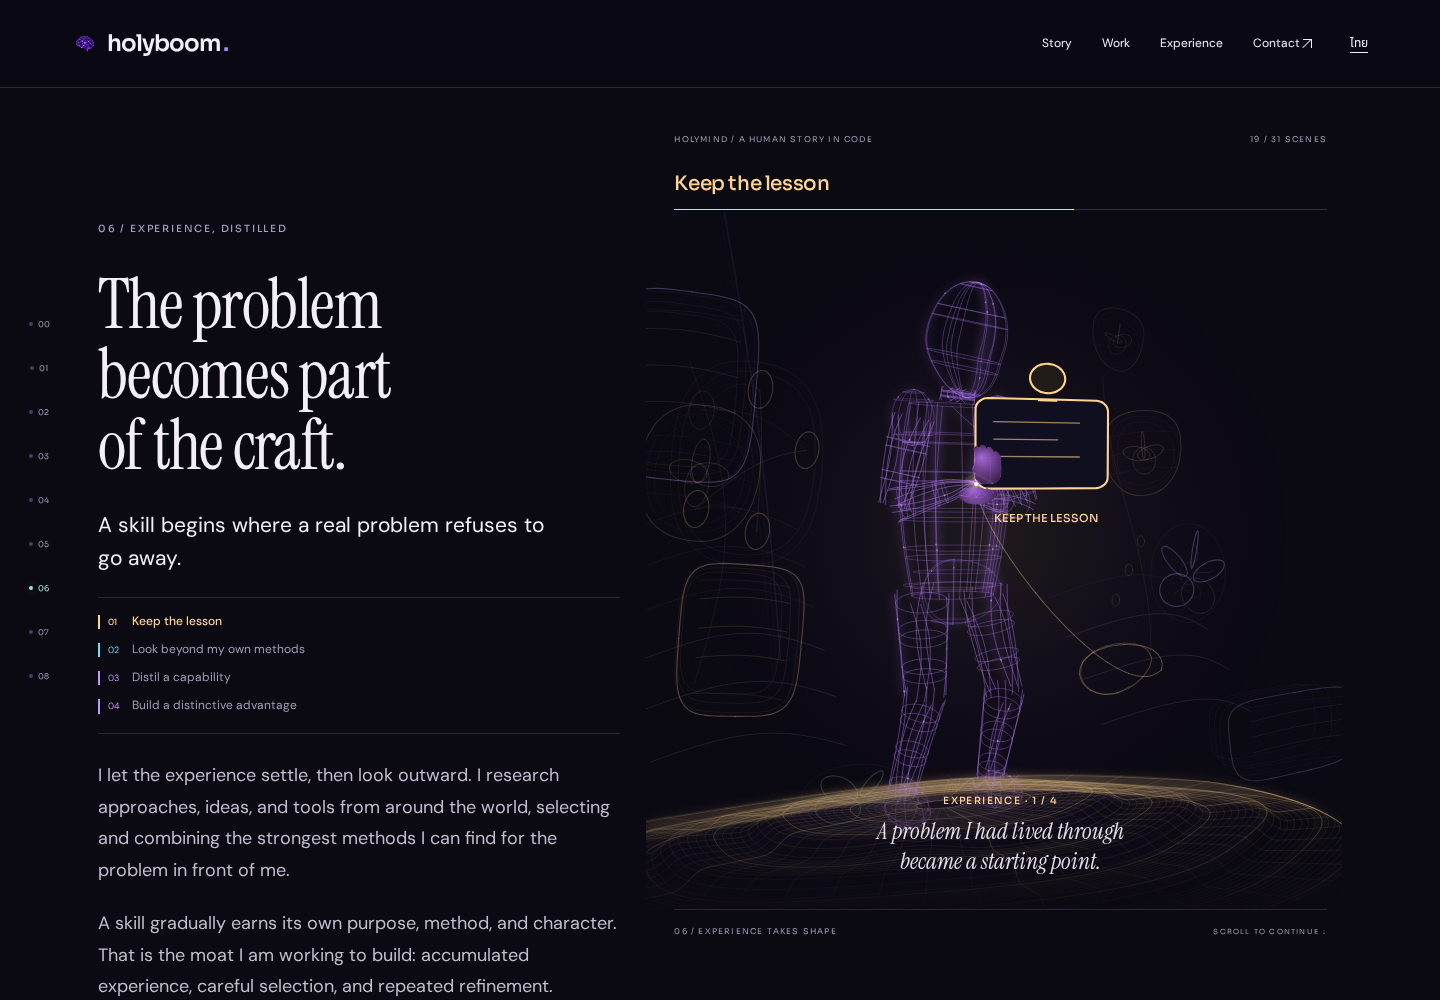 holyboom.
Story
Work
Experience
Contact
ไทย
HOLYMIND / A HUMAN STORY IN CODE
19 / 31 SCENES
Keep the lesson
06 / EXPERIENCE, DISTILLED
The problem
becomes part
of the craft.
A skill begins where a real problem refuses to
go away.
01 Keep the lesson
02 Look beyond my own methods
03 Distil a capability
04 Build a distinctive advantage
I let the experience settle, then look outward. I research
approaches, ideas, and tools from around the world, selecting
and combining the strongest methods I can find for the
problem in front of me.
A skill gradually earns its own purpose, method, and character.
That is the moat I am working to build: accumulated
experience, careful selection, and repeated refinement.
00
01
02
03
04
05
06
07
08
KEEP THE LESSON
EXPERIENCE · 1 / 4
A problem I had lived through
became a starting point.
06 / EXPERIENCE TAKES SHAPE
SCROLL TO CONTINUE ↓